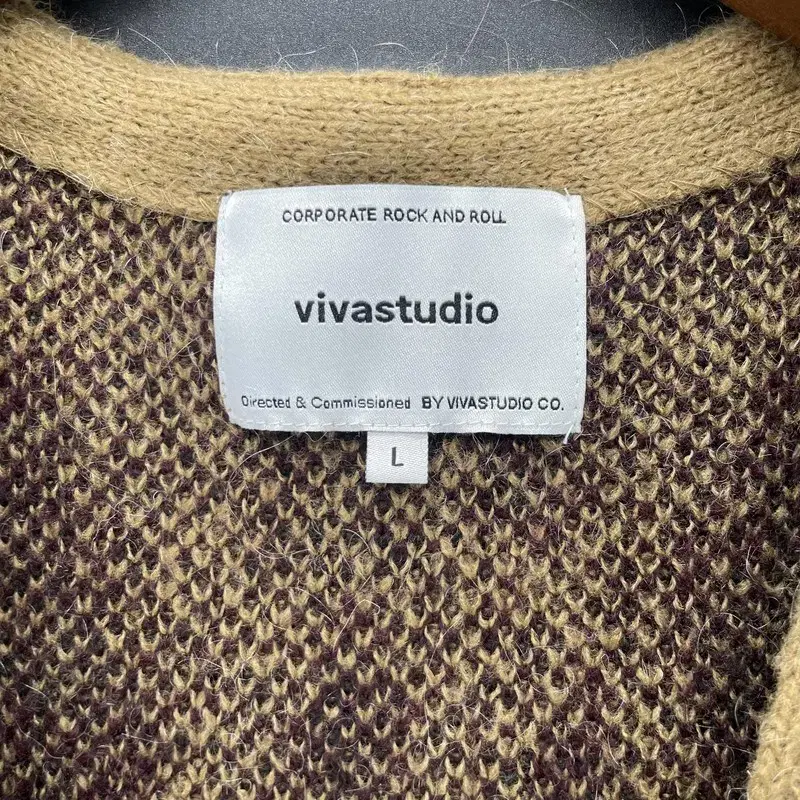 CORPORATE ROCK AND ROLL
vivastudio
Directed & Commissioned BY VIVASTUDIO CO.
L